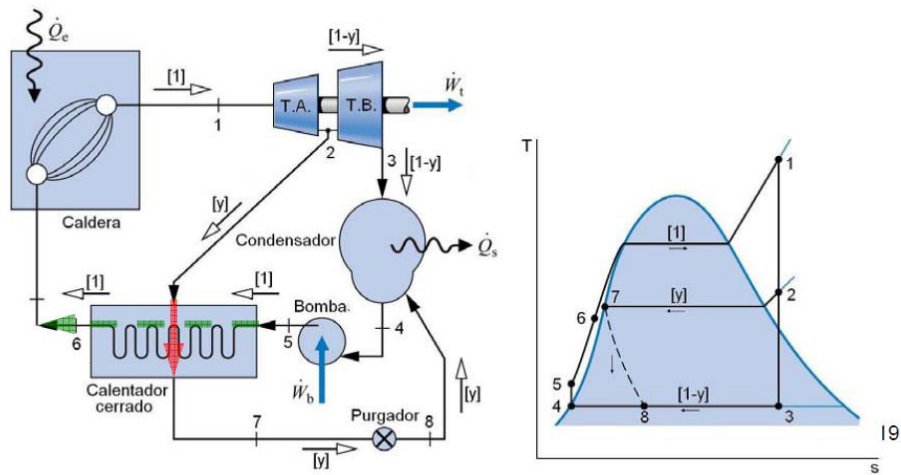 Q̇e
[1-y]
[1]
T.A.
T.B.
Ẇt
1
2
3
[1-y]
[y]
Caldera
Condensador
Q̇s
[1]
[1]
Bomba
6
5
4
Calentador
cerrado
Ẇb
[y]
Purgador
7
8
[y]
T
1
[1]
2
7
[y]
6
5
4
[1-y]
8
3
s
19